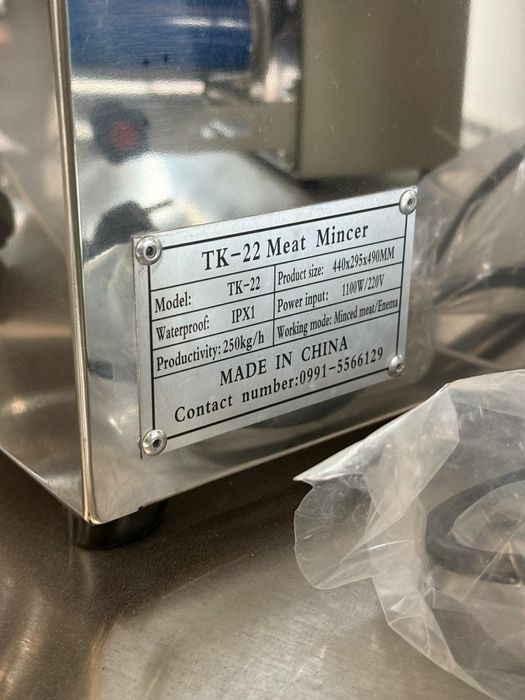 TK-22 Meat Mincer
Model: TK-22 Product size: 440x295x490MM
Waterproof: IPX1 Power input: 1100W/220V
Productivity: 250kg/h Working mode: Minced meat/Enema
MADE IN CHINA
Contact number:0991-5566129